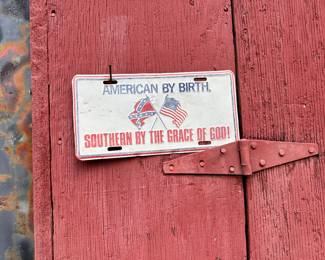 AMERICAN BY BIRTH.
SOUTHERN BY THE GRACE OF GOD!